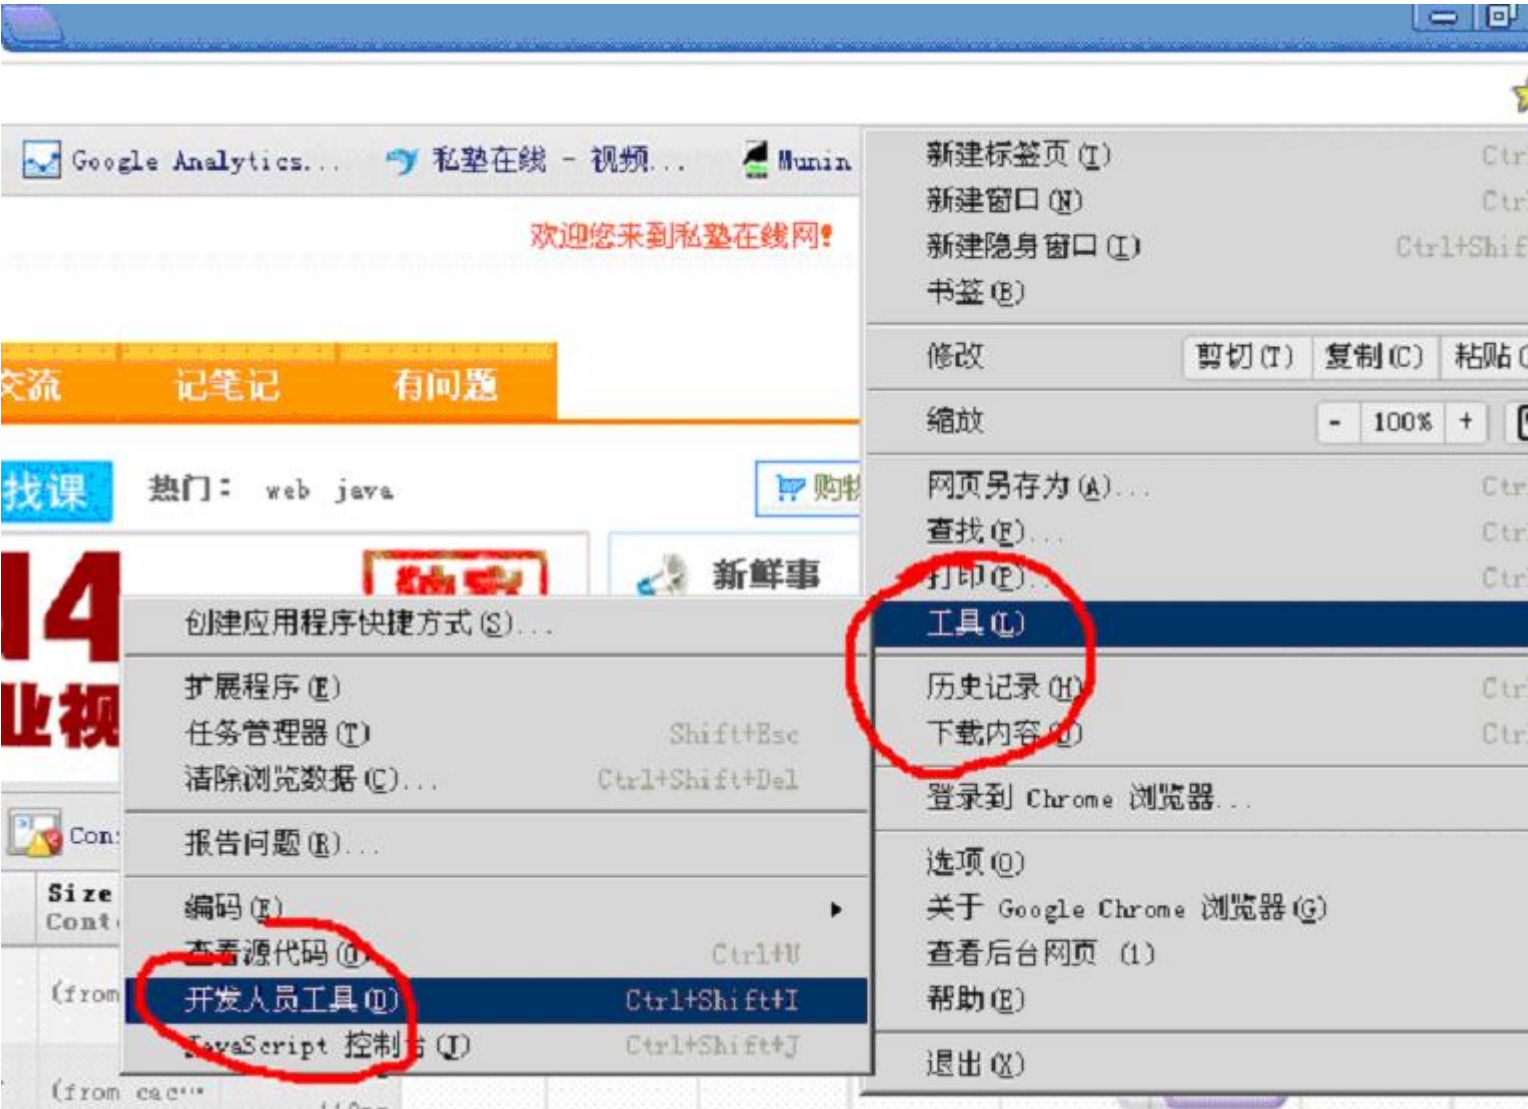 Google Analytics...
私塾在线 - 视频...
Munin
欢迎您来到私塾在线网!
交流
记笔记
有问题
找课
热门: web java
购物
新鲜事
14
业视
Size
(from
(from cac
新建标签页(T)
新建窗口(N)
新建隐身窗口(I) Ctrl+Shif
书签(B)
修改 剪切(T) 复制(C) 粘贴(
缩放 - 100% +
网页另存为(A)... Ctr
查找(F)... Ctr
打印(P)... Ctr
工具(L)
历史记录(H) Ctr
下载内容(D) Ctr
登录到 Chrome 浏览器...
选项(O)
关于 Google Chrome 浏览器(G)
查看后台网页 (1)
帮助(E)
退出(X)
创建应用程序快捷方式(S)...
扩展程序(E)
任务管理器(T) Shift+Esc
清除浏览数据(C)... Ctrl+Shift+Del
报告问题(R)...
编码(E)
查看源代码(O) Ctrl+U
开发人员工具(D) Ctrl+Shift+I
JavaScript 控制台(J) Ctrl+Shift+J